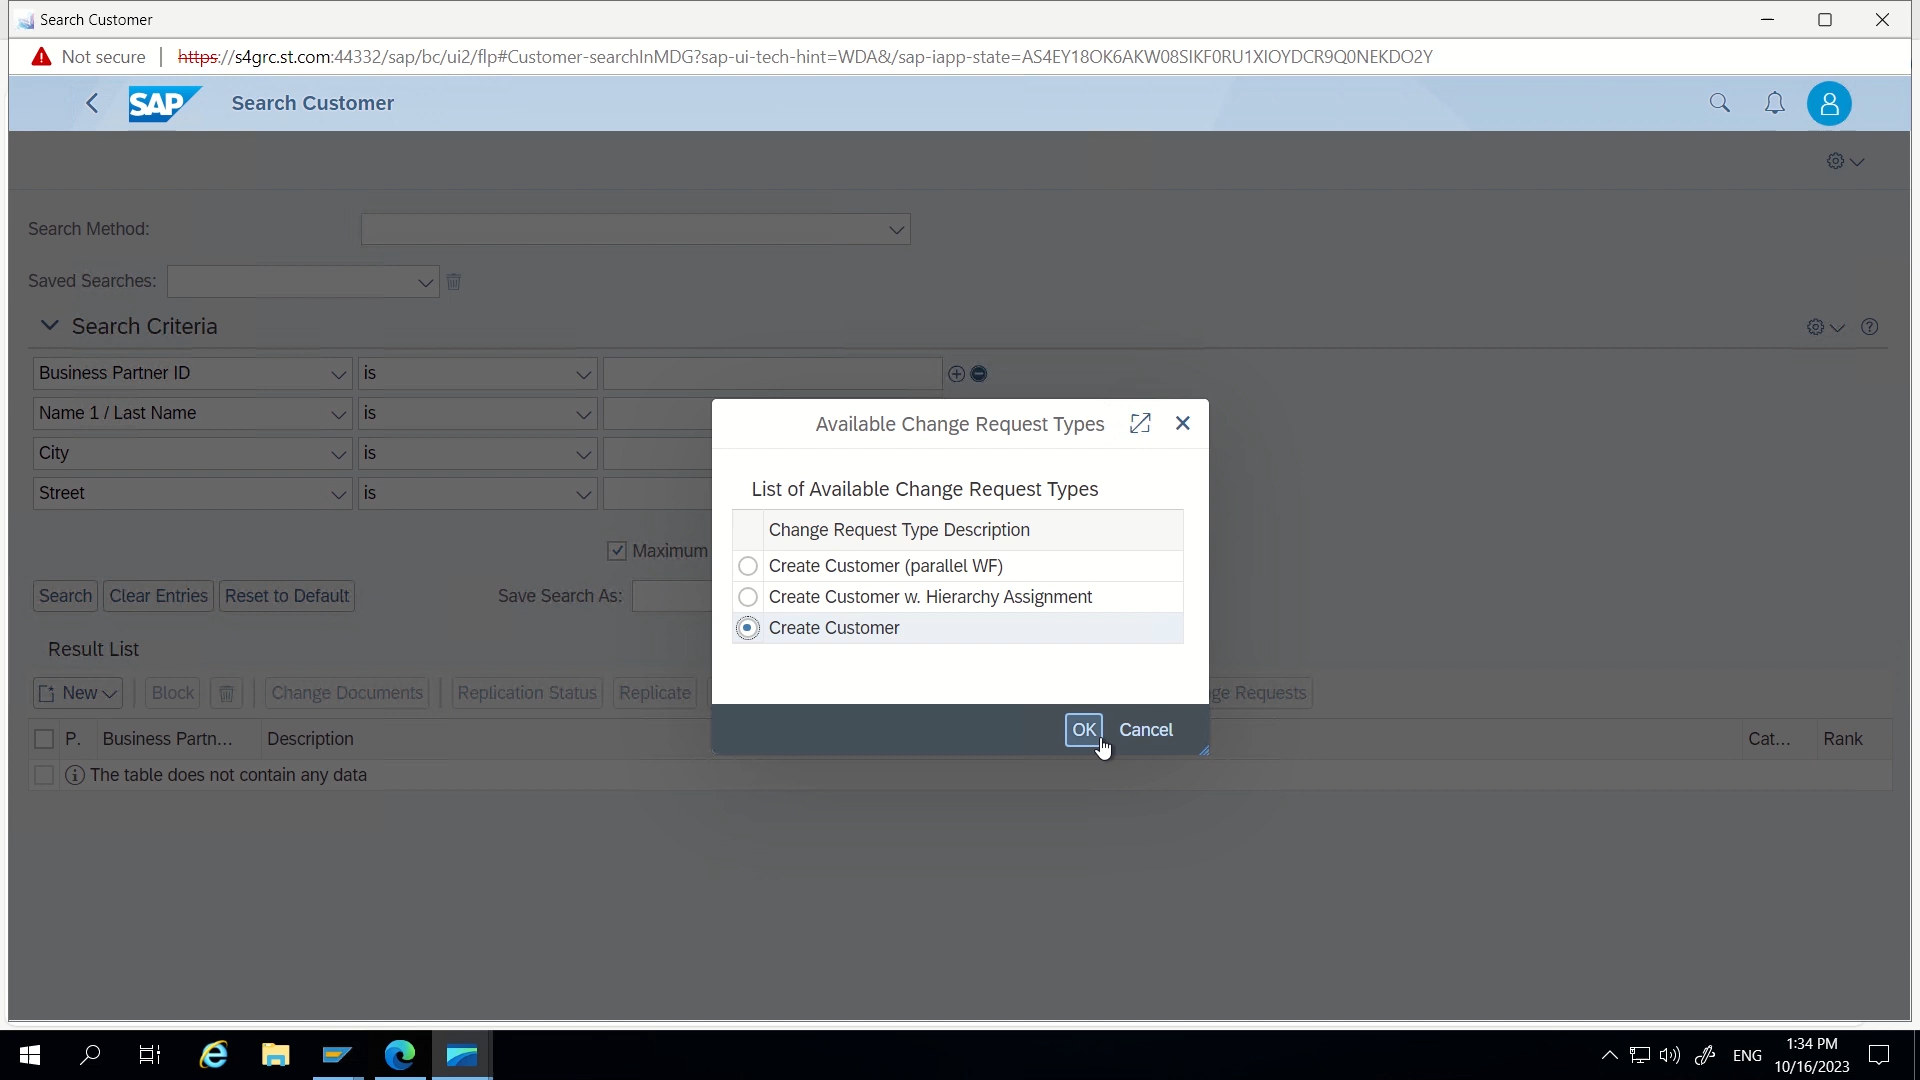 Search Customer
Not secure | https://s4grc.st.com:44332/sap/bc/ui2/flp#Customer-searchInMDG?sap-ui-tech-hint=WDA&/sap-iapp-state=AS4EY18OK6AKW08SIKF0RU1XIOYDCR9Q0NEKDO2Y
SAP Search Customer
Search Method:
Saved Searches:
Search Criteria
Business Partner ID is
Name 1 / Last Name is
City is
Street is
Maximum
Search Clear Entries Reset to Default Save Search As:
Result List
New Block Change Documents Replication Status Replicate ge Requests
P. Business Partn... Description Cat... Rank
The table does not contain any data
Available Change Request Types
List of Available Change Request Types
Change Request Type Description
Create Customer (parallel WF)
Create Customer w. Hierarchy Assignment
Create Customer
OK Cancel
ENG
1:34 PM
10/16/2023